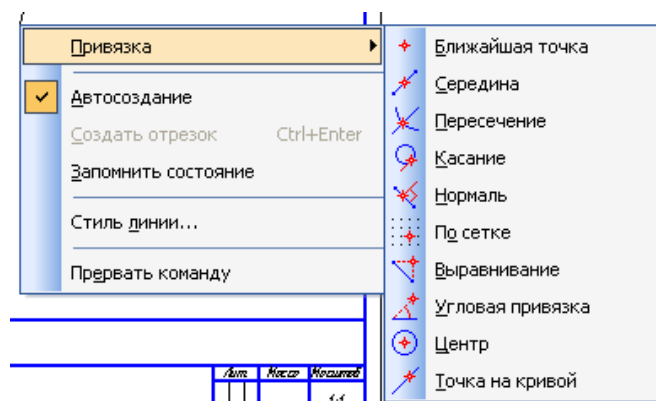 Привязка
Автосоздание
Создать отрезок Ctrl+Enter
Запомнить состояние
Стиль линии...
Прервать команду
Ближайшая точка
Середина
Пересечение
Касание
Нормаль
По сетке
Выравнивание
Угловая привязка
Центр
Точка на кривой
Лит. Масса Масштаб
1:1